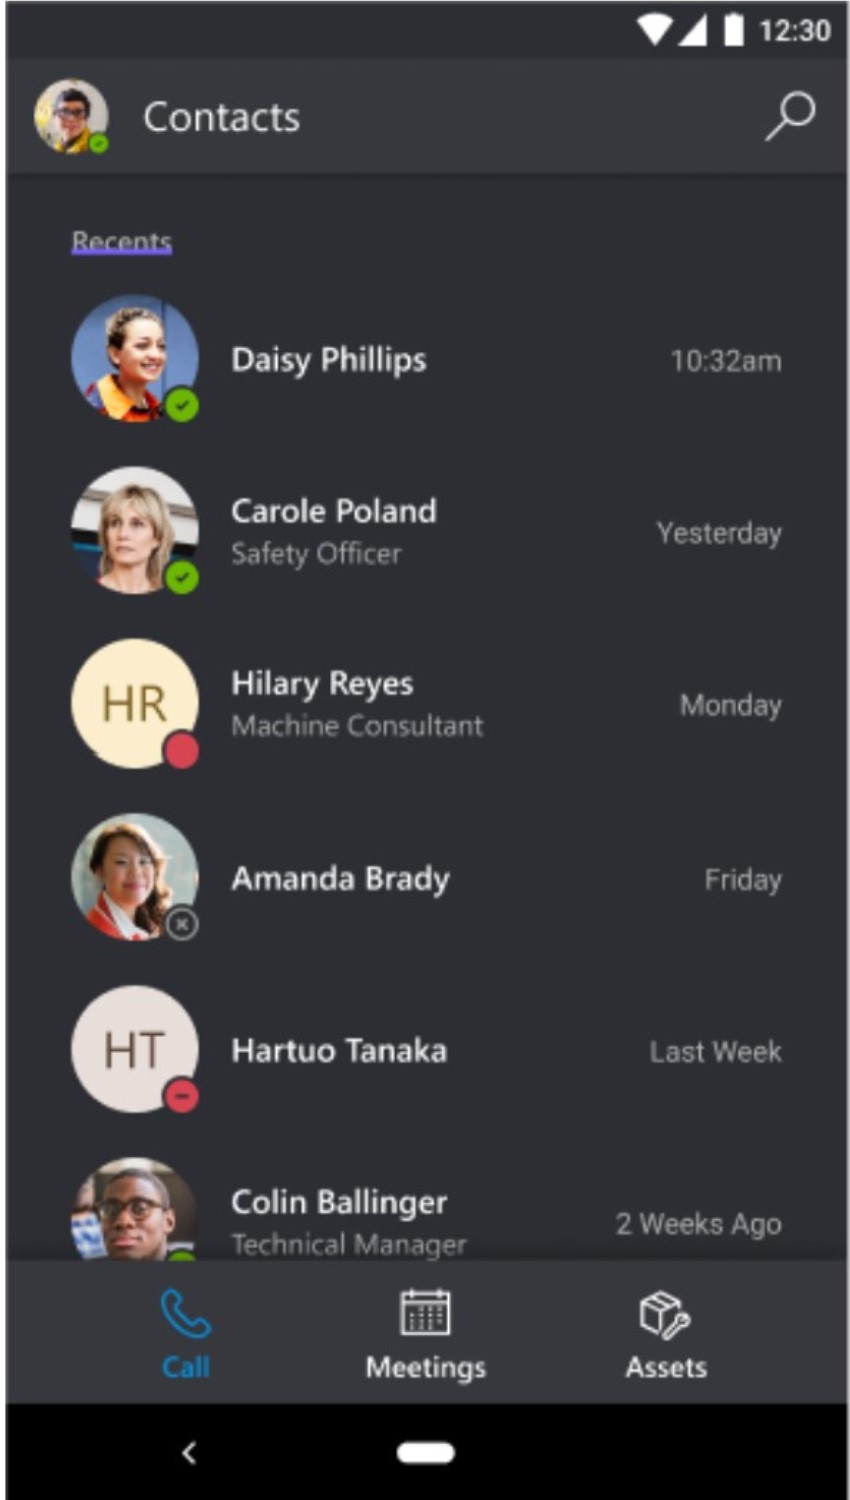 12:30
Contacts
Recents
Daisy Phillips
10:32am
Carole Poland
Safety Officer
Yesterday
HR
Hilary Reyes
Machine Consultant
Monday
Amanda Brady
Friday
HT
Hartuo Tanaka
Last Week
Colin Ballinger
Technical Manager
2 Weeks Ago
Call
Meetings
Assets